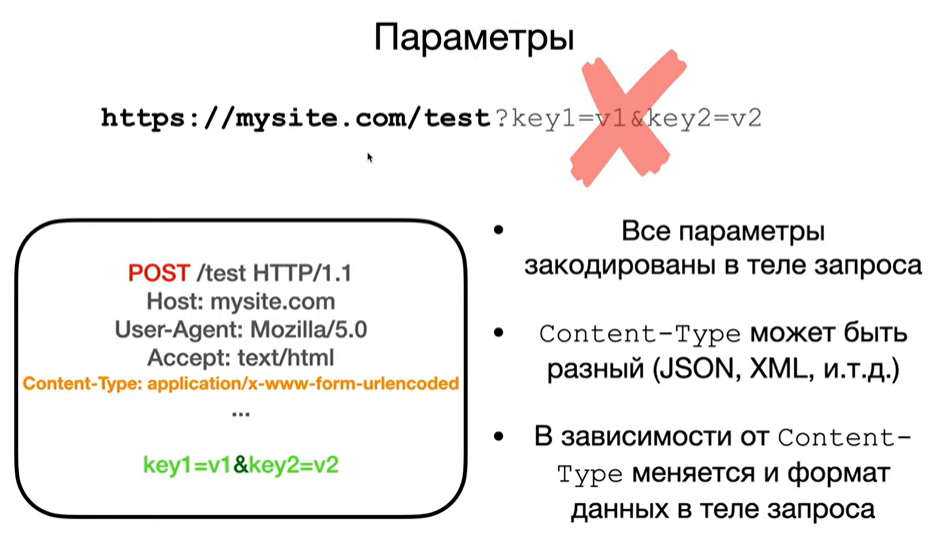 Параметры
https://mysite.com/test?key1=v1&key2=v2
POST /test HTTP/1.1
Host: mysite.com
User-Agent: Mozilla/5.0
Accept: text/html
Content-Type: application/x-www-form-urlencoded
...
key1=v1&key2=v2
• Все параметры
закодированы в теле запроса
• Content-Type может быть
разный (JSON, XML, и.т.д.)
• В зависимости от Content-
Type меняется и формат
данных в теле запроса